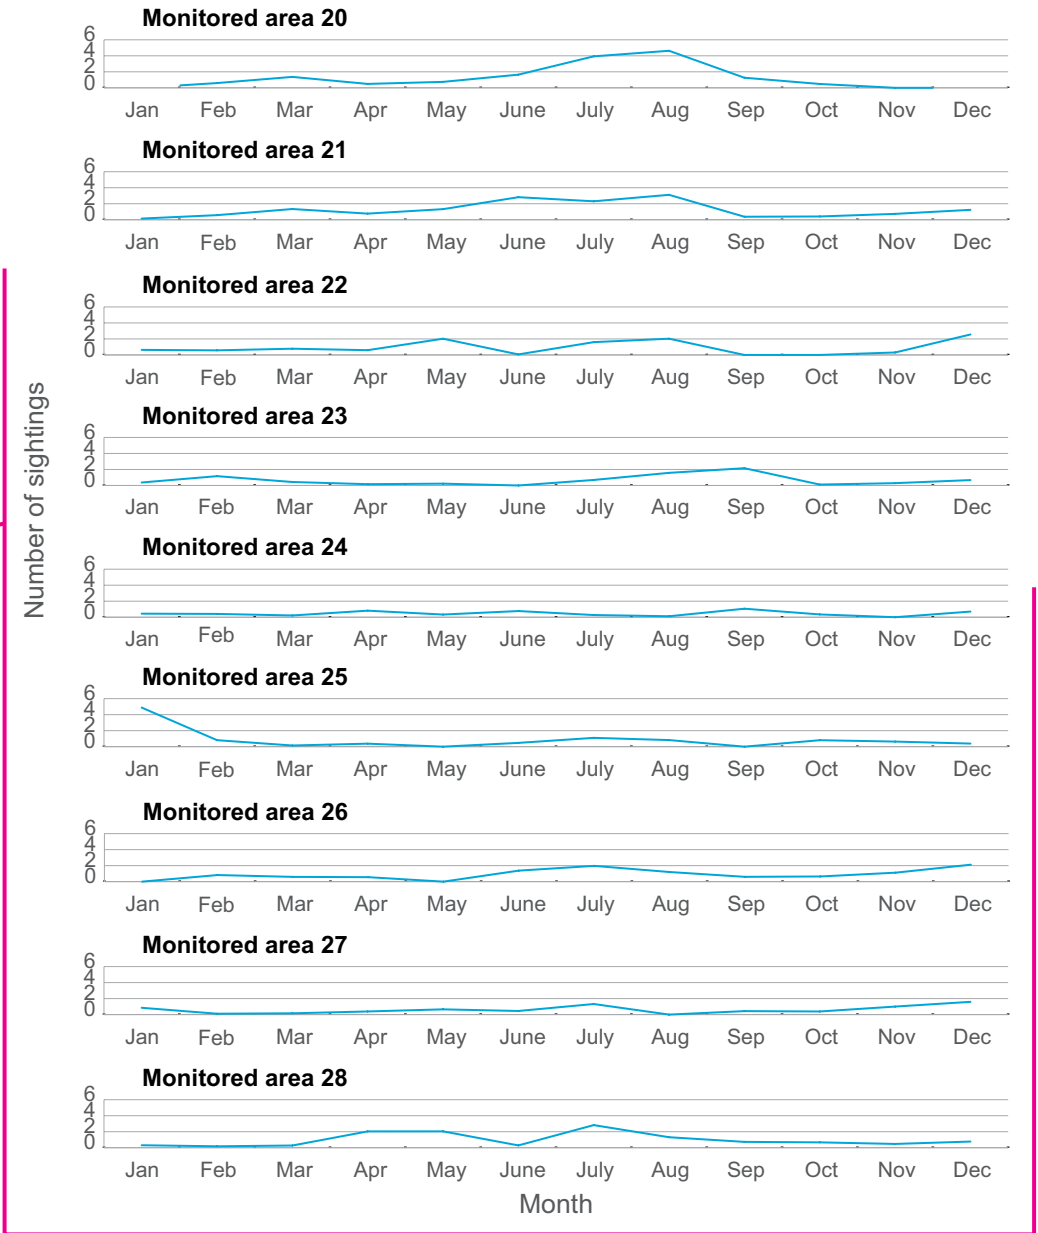 Monitored area 20
6
4
2
0
Jan Feb Mar Apr May June July Aug Sep Oct Nov Dec
Monitored area 21
6
4
2
0
Jan Feb Mar Apr May June July Aug Sep Oct Nov Dec
Monitored area 22
6
4
2
0
Jan Feb Mar Apr May June July Aug Sep Oct Nov Dec
Number of sightings
Monitored area 23
6
4
2
0
Jan Feb Mar Apr May June July Aug Sep Oct Nov Dec
Monitored area 24
6
4
2
0
Jan Feb Mar Apr May June July Aug Sep Oct Nov Dec
Monitored area 25
6
4
2
0
Jan Feb Mar Apr May June July Aug Sep Oct Nov Dec
Monitored area 26
6
4
2
0
Jan Feb Mar Apr May June July Aug Sep Oct Nov Dec
Monitored area 27
6
4
2
0
Jan Feb Mar Apr May June July Aug Sep Oct Nov Dec
Monitored area 28
6
4
2
0
Jan Feb Mar Apr May June July Aug Sep Oct Nov Dec
Month